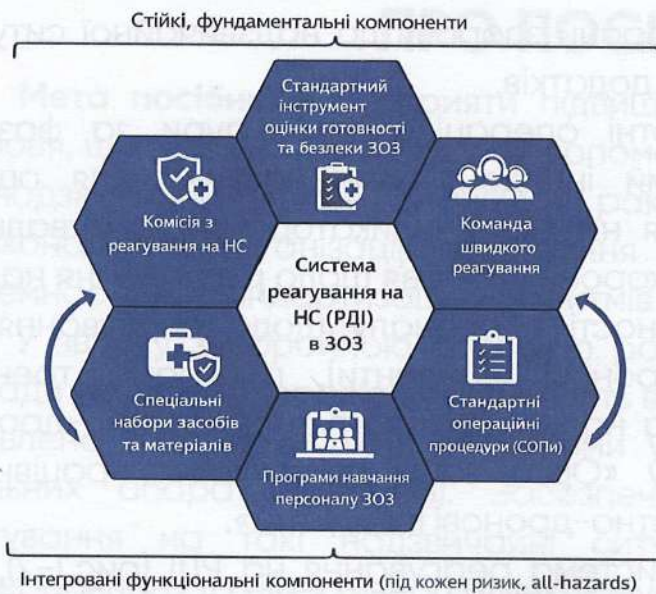 Стійкі, фундаментальні компоненти
Стандартний
інструмент
оцінки готовності
та безпеки ЗОЗ
Комісія з
реагування на НС
Команда
швидкого
реагування
Система
реагування на
НС (РДІ)
в ЗОЗ
Спеціальні
набори засобів
та матеріалів
Стандартні
операційні
процедури (СОПи)
Програми навчання
персоналу ЗОЗ
Інтегровані функціональні компоненти (під кожен ризик, all-hazards)